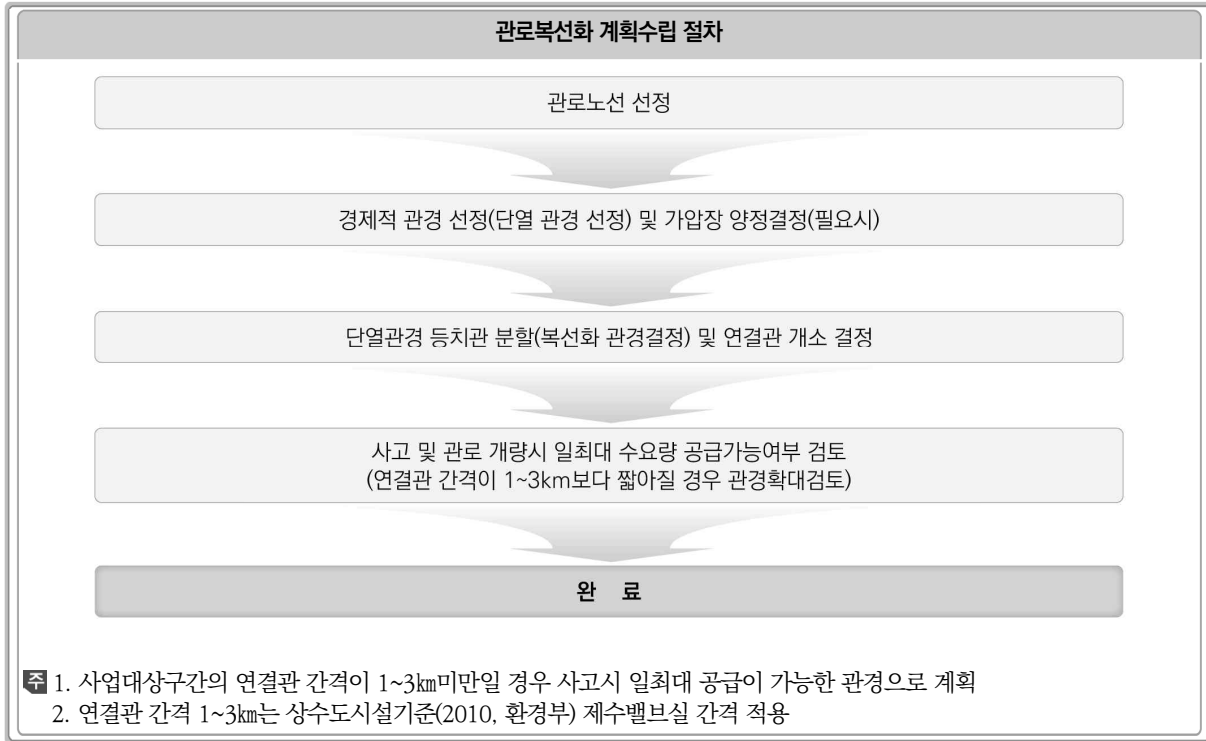 관로복선화 계획수립 절차
관로노선 선정
경제적 관경 선정(단열 관경 선정) 및 가압장 양정결정(필요시)
단열관경 등치관 분할(복선화 관경결정) 및 연결관 개소 결정
사고 및 관로 개량시 일최대 수요량 공급가능여부 검토
(연결관 간격이 1~3km보다 짧아질 경우 관경확대검토)
완 료
주 1. 사업대상구간의 연결관 간격이 1~3㎞미만일 경우 사고시 일최대 공급이 가능한 관경으로 계획
2. 연결관 간격 1~3㎞는 상수도시설기준(2010, 환경부) 제수밸브실 간격 적용